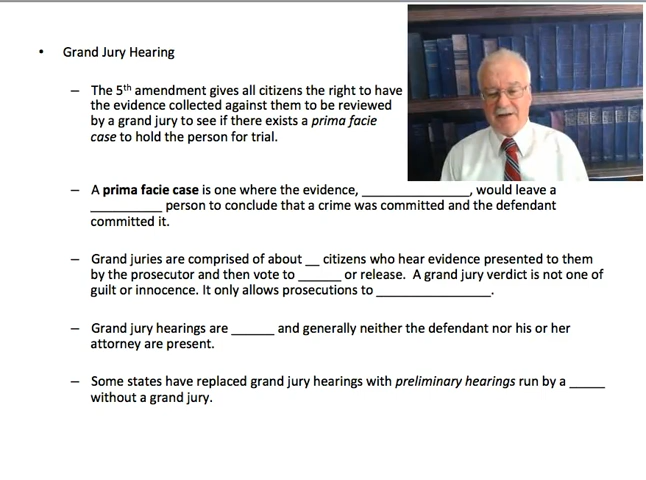 • Grand Jury Hearing
– The 5th amendment gives all citizens the right to have
the evidence collected against them to be reviewed
by a grand jury to see if there exists a prima facie
case to hold the person for trial.
– A prima facie case is one where the evidence, _______________, would leave a
__________ person to conclude that a crime was committed and the defendant
committed it.
– Grand juries are comprised of about __ citizens who hear evidence presented to them
by the prosecutor and then vote to ______ or release. A grand jury verdict is not one of
guilt or innocence. It only allows prosecutions to ________________.
– Grand jury hearings are ______ and generally neither the defendant nor his or her
attorney are present.
– Some states have replaced grand jury hearings with preliminary hearings run by a _____
without a grand jury.